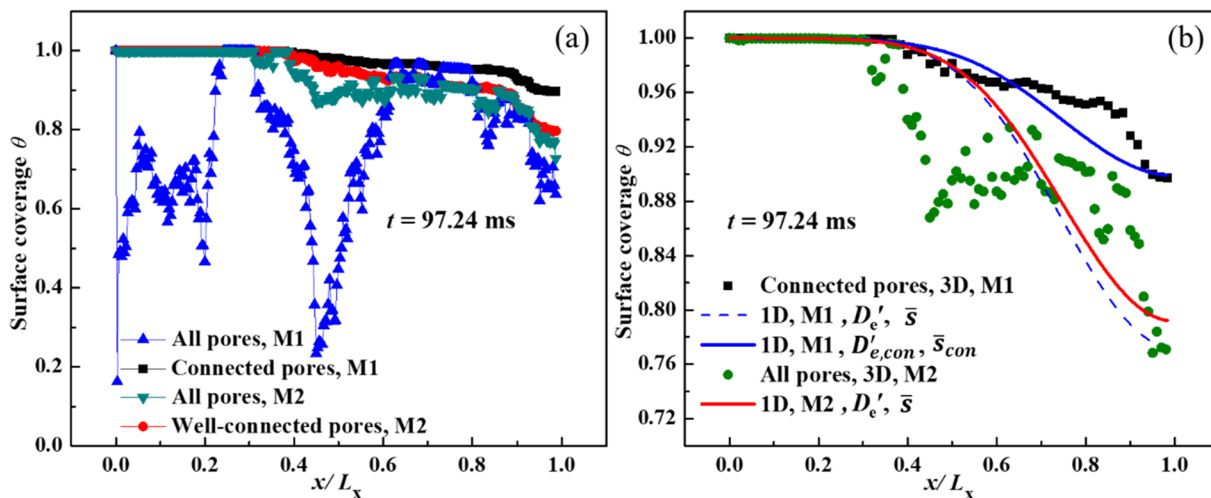 (a)
Surface coverage θ
1.0
0.8
0.6
0.4
0.2
0.0
t = 97.24 ms
All pores, M1
Connected pores, M1
All pores, M2
Well-connected pores, M2
0.0 0.2 0.4 0.6 0.8 1.0
x/ Lₓ
(b)
Surface coverage θ
1.00
0.96
0.92
0.88
0.84
0.80
0.76
0.72
t = 97.24 ms
Connected pores, 3D, M1
1D, M1 , Dₑ′, s̅
1D, M1, D′e,con, s̅con
All pores, 3D, M2
1D, M2 , Dₑ′, s̅
0.0 0.2 0.4 0.6 0.8 1.0
x/ Lₓ